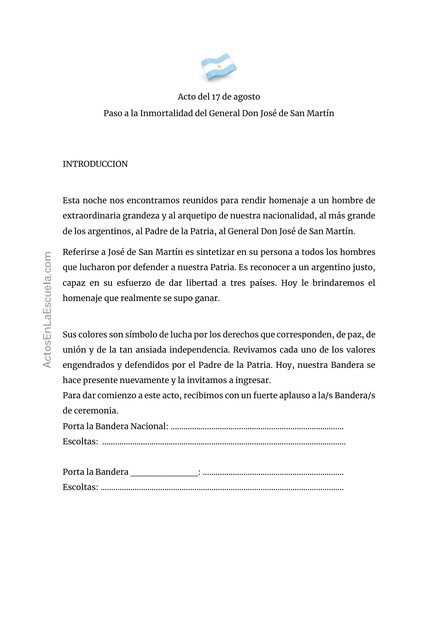 Acto del 17 de agosto
Paso a la Inmortalidad del General Don José de San Martín
INTRODUCCION
Esta noche nos encontramos reunidos para rendir homenaje a un hombre de
extraordinaria grandeza y al arquetipo de nuestra nacionalidad, al más grande
de los argentinos, al Padre de la Patria, al General Don José de San Martín.
Referirse a José de San Martín es sintetizar en su persona a todos los hombres
que lucharon por defender a nuestra Patria. Es reconocer a un argentino justo,
capaz en su esfuerzo de dar libertad a tres países. Hoy le brindaremos el
homenaje que realmente se supo ganar.
Sus colores son símbolo de lucha por los derechos que corresponden, de paz, de
unión y de la tan ansiada independencia. Revivamos cada uno de los valores
engendrados y defendidos por el Padre de la Patria. Hoy, nuestra Bandera se
hace presente nuevamente y la invitamos a ingresar.
Para dar comienzo a este acto, recibimos con un fuerte aplauso a la/s Bandera/s
de ceremonia.
Porta la Bandera Nacional: ................................................................................
Escoltas: ................................................................................................................
Porta la Bandera _____________: .................................................................
Escoltas: ................................................................................................................
ActosEnLaEscuela.com